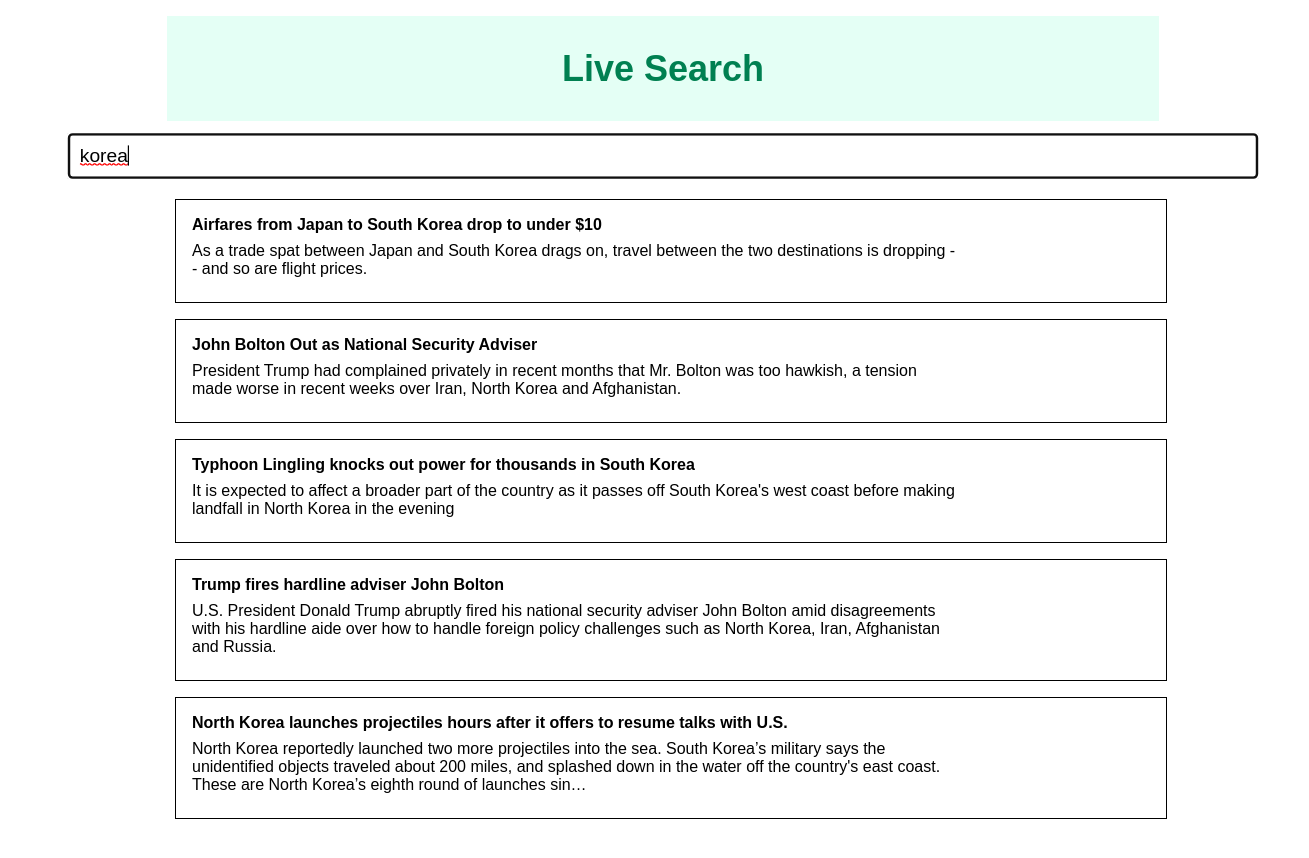 Live Search
korea
Airfares from Japan to South Korea drop to under $10
As a trade spat between Japan and South Korea drags on, travel between the two destinations is dropping -
- and so are flight prices.
John Bolton Out as National Security Adviser
President Trump had complained privately in recent months that Mr. Bolton was too hawkish, a tension
made worse in recent weeks over Iran, North Korea and Afghanistan.
Typhoon Lingling knocks out power for thousands in South Korea
It is expected to affect a broader part of the country as it passes off South Korea's west coast before making
landfall in North Korea in the evening
Trump fires hardline adviser John Bolton
U.S. President Donald Trump abruptly fired his national security adviser John Bolton amid disagreements
with his hardline aide over how to handle foreign policy challenges such as North Korea, Iran, Afghanistan
and Russia.
North Korea launches projectiles hours after it offers to resume talks with U.S.
North Korea reportedly launched two more projectiles into the sea. South Korea’s military says the
unidentified objects traveled about 200 miles, and splashed down in the water off the country's east coast.
These are North Korea’s eighth round of launches sin…